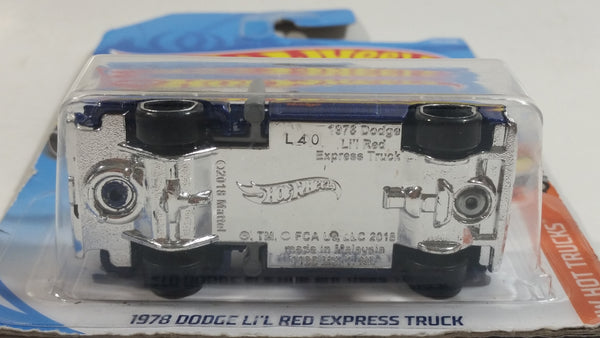 L40
1978 Dodge
Li'l Red
Express Truck
©2018 Mattel
Hot Wheels
©, TM, © FCA US LLC 2018
made in Malaysia
1978 DODGE LI'L RED EXPRESS TRUCK
HW HOT TRUCKS